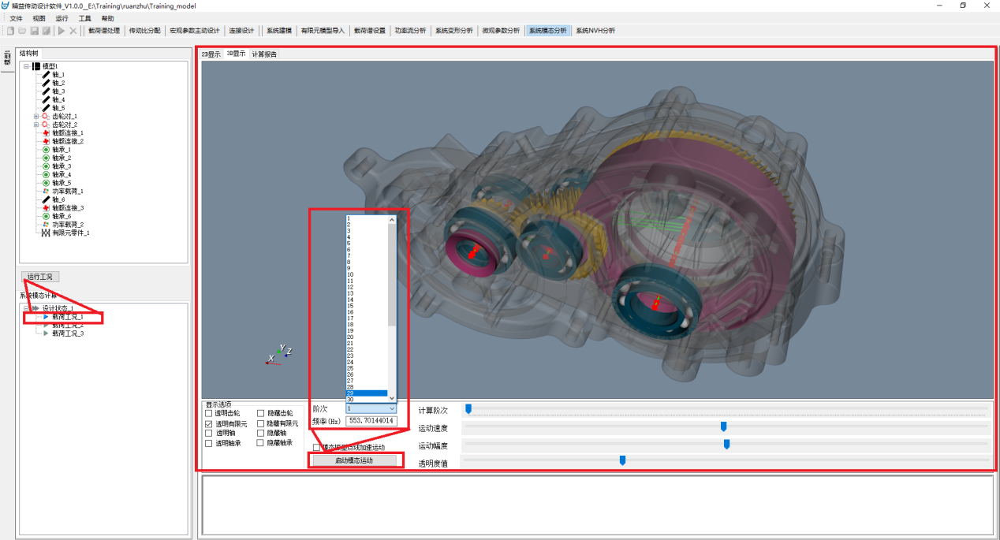 精益传动设计软件_V1.0.0__E:\Training\ruanzhu\Training_model
文件 视图 运行 工具 帮助
载荷谱处理 传动比分配 宏观参数主动设计 连接设计 系统建模 有限元模型导入 载荷谱设置 功率流分析 系统变形分析 微观参数分析 系统模态分析 系统NVH分析
结构树
模型1
轴_1
轴_2
轴_3
轴_4
轴_5
齿轮对_1
齿轮对_2
轴毂连接_1
轴毂连接_2
轴承_1
轴承_2
轴承_3
轴承_4
轴承_5
功率载荷_1
轴_6
轴毂连接_3
轴承_6
功率载荷_2
有限元零件_1
运行工况
系统模态计算
设计状态_1
载荷工况_1
载荷工况_2
载荷工况_3
2D显示 3D显示 计算报告
X Y Z
1
2
3
4
5
6
7
8
9
10
11
12
13
14
15
16
17
18
19
20
21
22
23
24
25
26
27
28
29
30
显示选项
透明齿轮 隐藏齿轮
透明有限元 隐藏有限元
透明轴 隐藏轴
透明轴承 隐藏轴承
阶次 1
频率(Hz) 553.70144014
加速运动
启动模态运动
计算阶次
运动速度
运动幅度
透明度值